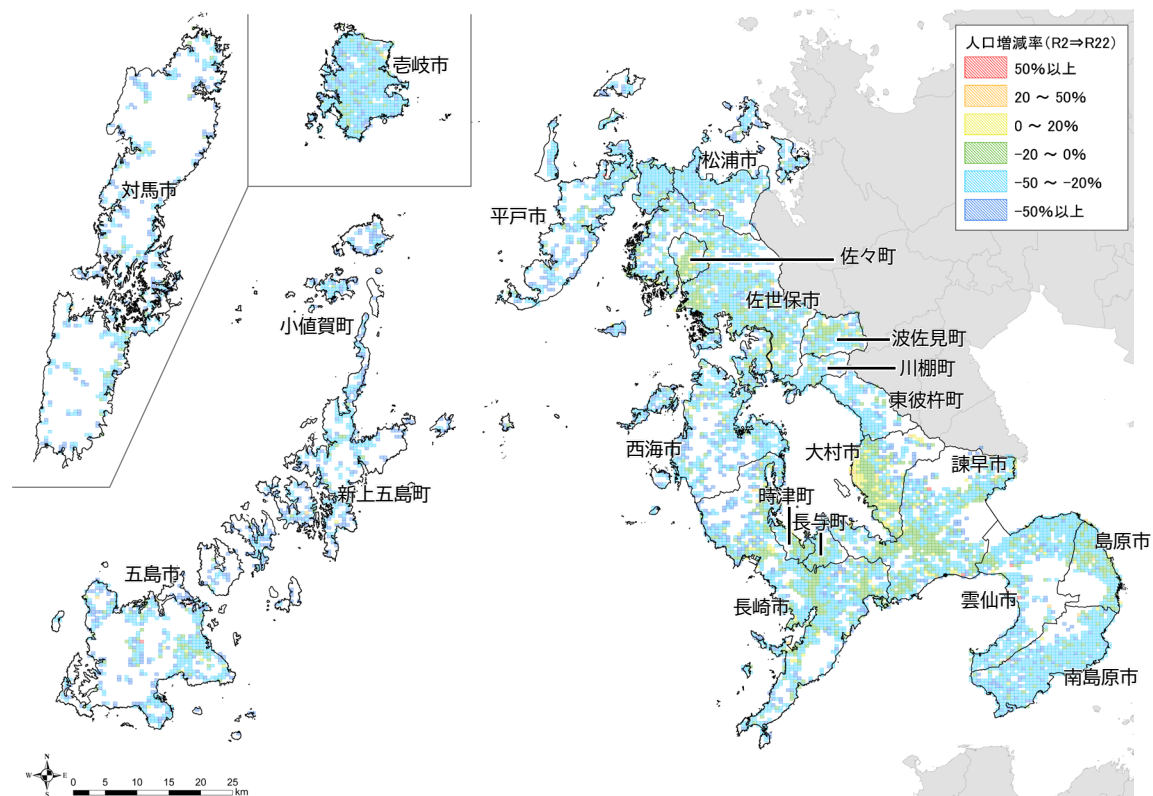 人口増減率(R2⇒R22)
50%以上
20 ~ 50%
0 ~ 20%
-20 ~ 0%
-50 ~ -20%
-50%以上
壱岐市
対馬市
松浦市
平戸市
佐々町
佐世保市
小値賀町
波佐見町
川棚町
東彼杵町
西海市
大村市
諫早市
新上五島町
時津町
長与町
島原市
五島市
長崎市
雲仙市
南島原市
N
W E
S
0 5 10 15 20 25
km